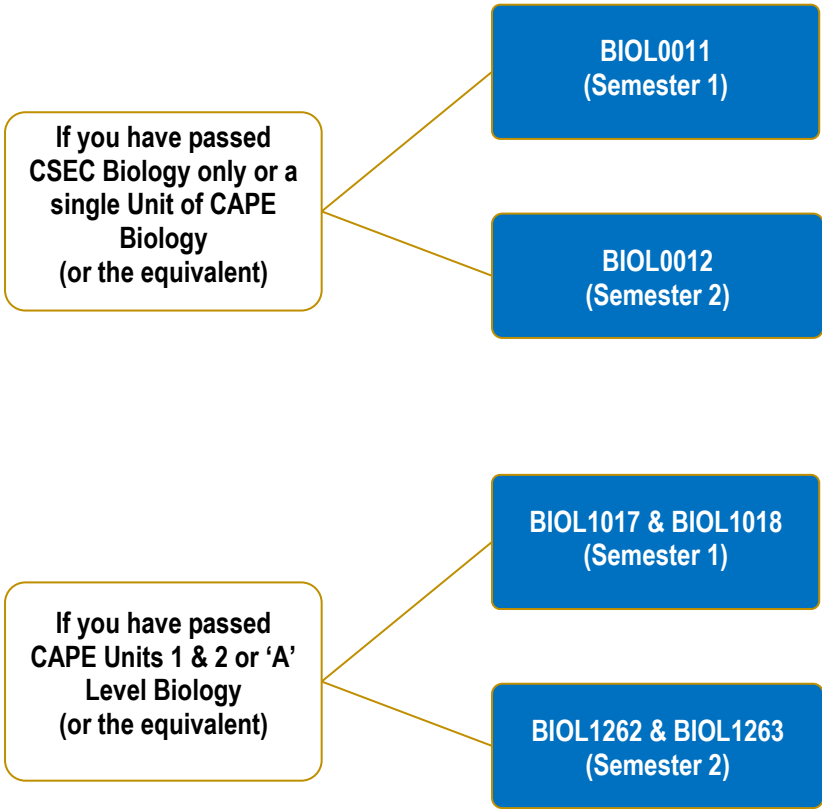 If you have passed
CSEC Biology only or a
single Unit of CAPE
Biology
(or the equivalent)
BIOL0011
(Semester 1)
BIOL0012
(Semester 2)
If you have passed
CAPE Units 1 & 2 or ‘A’
Level Biology
(or the equivalent)
BIOL1017 & BIOL1018
(Semester 1)
BIOL1262 & BIOL1263
(Semester 2)